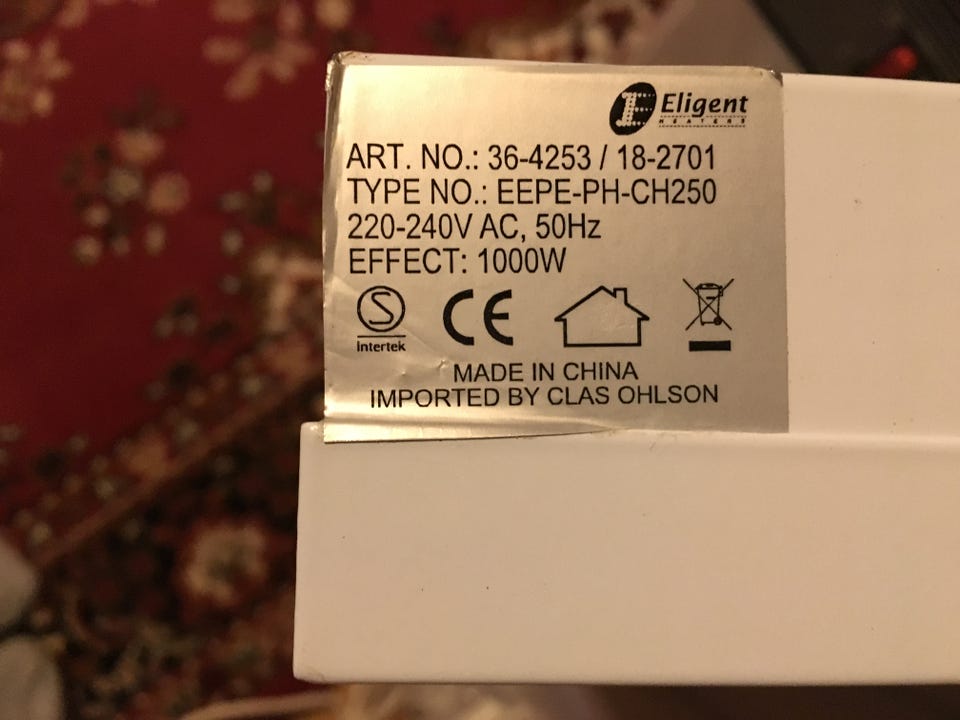 Eligent
HEATERS
ART. NO.: 36-4253 / 18-2701
TYPE NO.: EEPE-PH-CH250
220-240V AC, 50Hz
EFFECT: 1000W
S
Intertek
CE
MADE IN CHINA
IMPORTED BY CLAS OHLSON